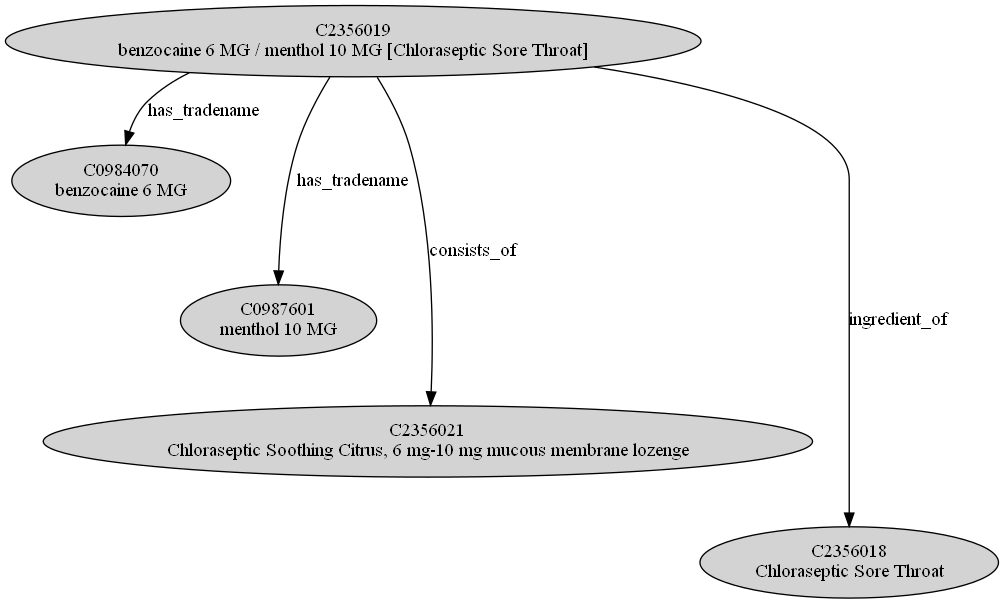 C2356019
benzocaine 6 MG / menthol 10 MG [Chloraseptic Sore Throat]
has_tradename
C0984070
benzocaine 6 MG
has_tradename
consists_of
C0987601
menthol 10 MG
ingredient_of
C2356021
Chloraseptic Soothing Citrus, 6 mg-10 mg mucous membrane lozenge
C2356018
Chloraseptic Sore Throat